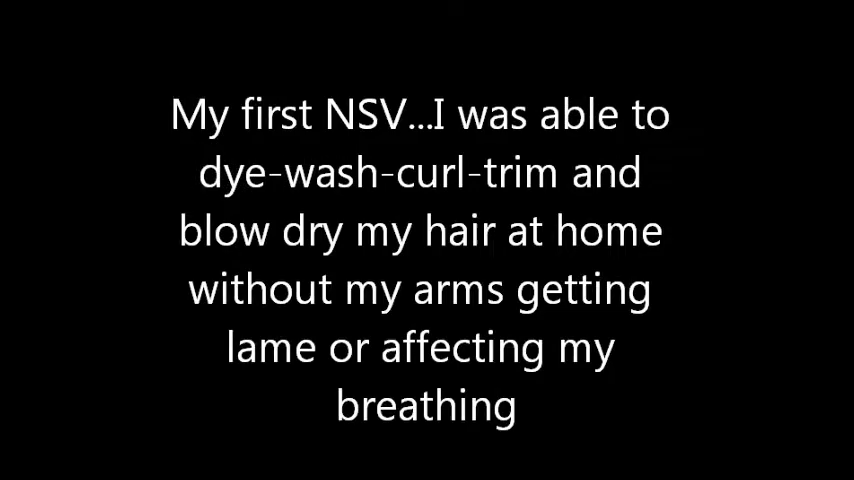 My first NSV...I was able to
dye-wash-curl-trim and
blow dry my hair at home
without my arms getting
lame or affecting my
breathing